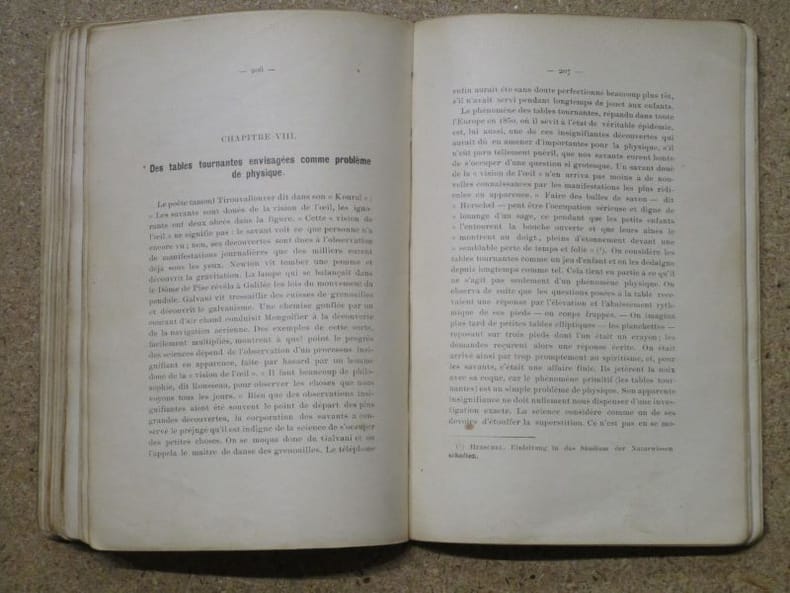 — 206 —
CHAPITRE VIII.
Des tables tournantes envisagées comme problème
de physique.
Le poète tamoul Tirouvallouver dit dans son « Koural » :
« Les savants sont doués de la vision de l'œil, les igno-
rants ont deux abcès dans la figure. » Cette « vision de
l'œil » ne signifie pas : le savant voit ce que personne n'a
encore vu ; non, ses découvertes sont dues à l'observation
de manifestations journalières que des milliers eurent
déjà sous les yeux. Newton vit tomber une pomme et
découvrit la gravitation. La lampe qui se balançait dans
le Dôme de Pise révéla à Galilée les lois du mouvement du
pendule. Galvani vit tressaillir des cuisses de grenouilles
et découvrit le galvanisme. Une chemise gonflée par un
courant d'air chaud conduisit Mongolfier à la découverte
de la navigation aérienne. Des exemples de cette sorte,
facilement multipliés, montrent à quel point le progrès
des sciences dépend de l'observation d'un processus insi-
gnifiant en apparence, faite par hasard par un homme
doué de la « vision de l'œil ». « Il faut beaucoup de philo-
sophie, dit Rousseau, pour observer les choses que nous
voyons tous les jours. » Bien que des observations insi-
gnifiantes aient été souvent le point de départ des plus
grandes découvertes, la corporation des savants a con-
servé le préjugé qu'il est indigne de la science de s'occuper
des petites choses. On se moqua donc de Galvani et on
l'appela le maître de danse des grenouilles. Le téléphone
— 207 —
enfin aurait été sans doute perfectionné beaucoup plus tôt,
s'il n'avait servi pendant longtemps de jouet aux enfants.
Le phénomène des tables tournantes, répandu dans toute
l'Europe en 1850, où il sévit à l'état de véritable épidémie,
est, lui aussi, une de ces insignifiantes découvertes qui
aurait dû en amener d'importantes pour la physique, s'il
n'eût paru tellement puéril, que nos savants eurent honte
de s'occuper d'une question si grotesque. Un savant doué
de la « vision de l'œil » n'en arriva pas moins à de nou-
velles connaissances par les manifestations les plus ridi-
cules en apparence. « Faire des bulles de savon — dit
« Herschel — peut être l'occupation sérieuse et digne de
« louange d'un sage, ce pendant que les petits enfants
« l'entourent la bouche ouverte et que leurs aînés le
« montrent au doigt, pleins d'étonnement devant une
« semblable perte de temps et folie » (¹). On considère les
tables tournantes comme un jeu d'enfant et on les dédaigne
depuis longtemps comme tel. Cela tient en partie à ce qu'il
ne s'agit pas seulement d'un phénomène physique. On
observa de suite que les questions posées à la table rece-
vaient une réponse par l'élévation et l'abaissement ryth-
mique de ses pieds — ou coups frappés. — On imagina
plus tard de petites tables elliptiques — les planchettes —
reposant sur trois pieds dont l'un était un crayon; les
demandes reçurent alors une réponse écrite. On était
arrivé ainsi par trop promptement au spiritisme, et, pour
les savants, c'était une affaire finie. Ils jetèrent la noix
avec sa coque, car le phénomène primitif (les tables tour-
nantes) est un simple problème de physique. Son apparente
insignifiance ne doit nullement nous dispenser d'une inves-
tigation exacte. La science considère comme un de ses
devoirs d'étouffer la superstition. Ce n'est pas en se mo-
(¹) HERSCHEL. Einleitung in das Studium der Naturwissen
schaften.